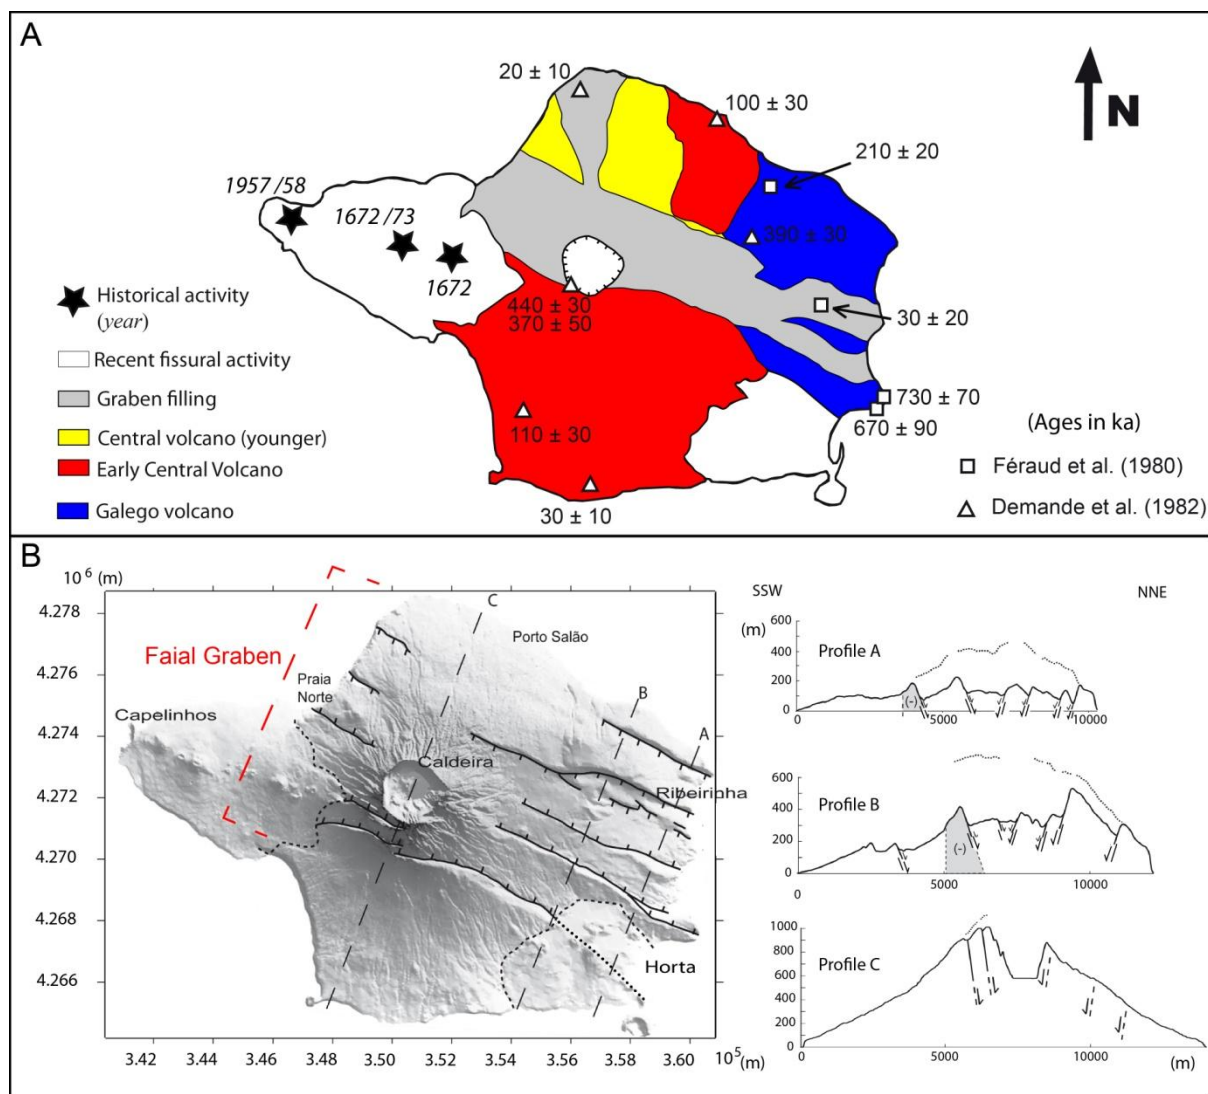 A
20 ± 10
100 ± 30
N
210 ± 20
1957 /58
1672 /73
390 ± 30
1672
Historical activity
(year)
440 ± 30
370 ± 50
30 ± 20
Recent fissural activity
Graben filling
730 ± 70
670 ± 90
(Ages in ka)
Central volcano (younger)
110 ± 30
Early Central Volcano
Féraud et al. (1980)
Galego volcano
30 ± 10
Demande et al. (1982)
B
10⁶ (m)
4.278
4.276
4.274
4.272
4.270
4.268
4.266
C
Porto Salão
Faial Graben
Praia
Norte
B
A
Capelinhos
Caldeira
Ribeirinha
Horta
3.42
3.44
3.46
3.48
3.50
3.52
3.54
3.56
3.58
3.60
10⁵
(m)
SSW
NNE
(m)
600
400
200
0
Profile A
(-)
0
5000
10000
600
400
200
0
Profile B
(-)
0
5000
10000
1000
800
600
400
200
0
Profile C
0
5000
10000
(m)